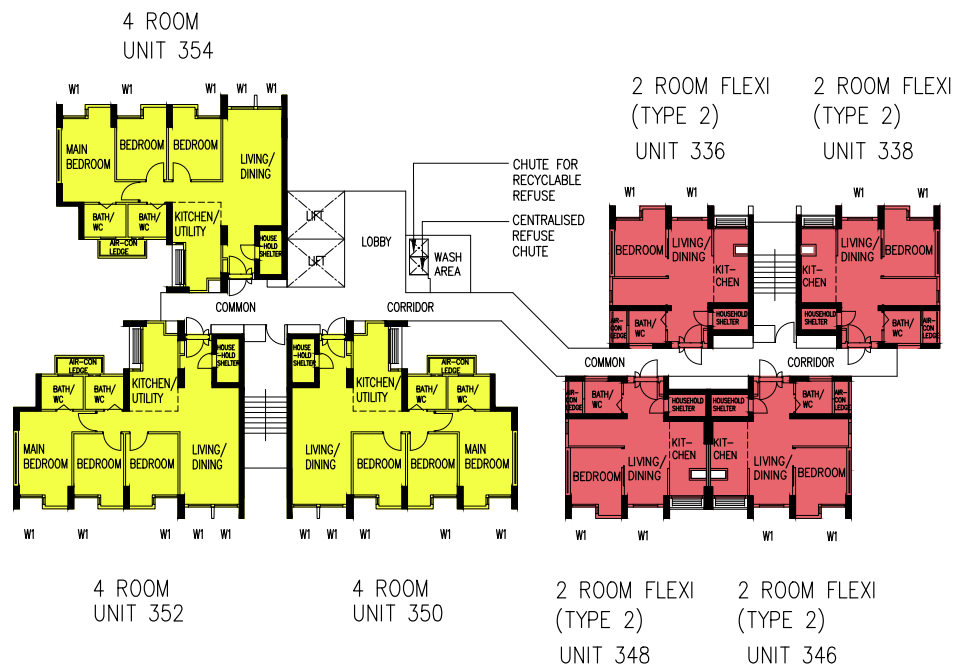 4 ROOM
UNIT 354
W1
W1
W1
W1
W1
MAIN
BEDROOM
BEDROOM
BEDROOM
LIVING/
DINING
BATH/
WC
BATH/
WC
KITCHEN/
UTILITY
AIR-CON
LEDGE
HOUSE
-HOLD
SHELTER
LIFT
LIFT
LOBBY
WASH
AREA
CHUTE FOR
RECYCLABLE
REFUSE
CENTRALISED
REFUSE
CHUTE
COMMON
CORRIDOR
2 ROOM FLEXI
(TYPE 2)
UNIT 336
2 ROOM FLEXI
(TYPE 2)
UNIT 338
W1
W1
W1
W1
BEDROOM
LIVING/
DINING
KIT-
CHEN
HOUSEHOLD
SHELTER
AIR-
CON
LEDGE
BATH/
WC
KIT-
CHEN
LIVING/
DINING
BEDROOM
HOUSEHOLD
SHELTER
BATH/
WC
AIR-
CON
LEDGE
COMMON
CORRIDOR
AIR-CON
LEDGE
BATH/
WC
BATH/
WC
KITCHEN/
UTILITY
HOUSE
-HOLD
SHELTER
MAIN
BEDROOM
BEDROOM
BEDROOM
LIVING/
DINING
W1
W1
W1
W1
W1
4 ROOM
UNIT 352
HOUSE
-HOLD
SHELTER
KITCHEN/
UTILITY
AIR-CON
LEDGE
BATH/
WC
BATH/
WC
LIVING/
DINING
BEDROOM
BEDROOM
MAIN
BEDROOM
W1
W1
W1
W1
W1
4 ROOM
UNIT 350
AIR-
CON
LEDGE
BATH/
WC
HOUSEHOLD
SHELTER
BEDROOM
LIVING/
DINING
KIT-
CHEN
W1
W1
2 ROOM FLEXI
(TYPE 2)
UNIT 348
HOUSEHOLD
SHELTER
BATH/
WC
AIR-
CON
LEDGE
KIT-
CHEN
LIVING/
DINING
BEDROOM
W1
W1
2 ROOM FLEXI
(TYPE 2)
UNIT 346